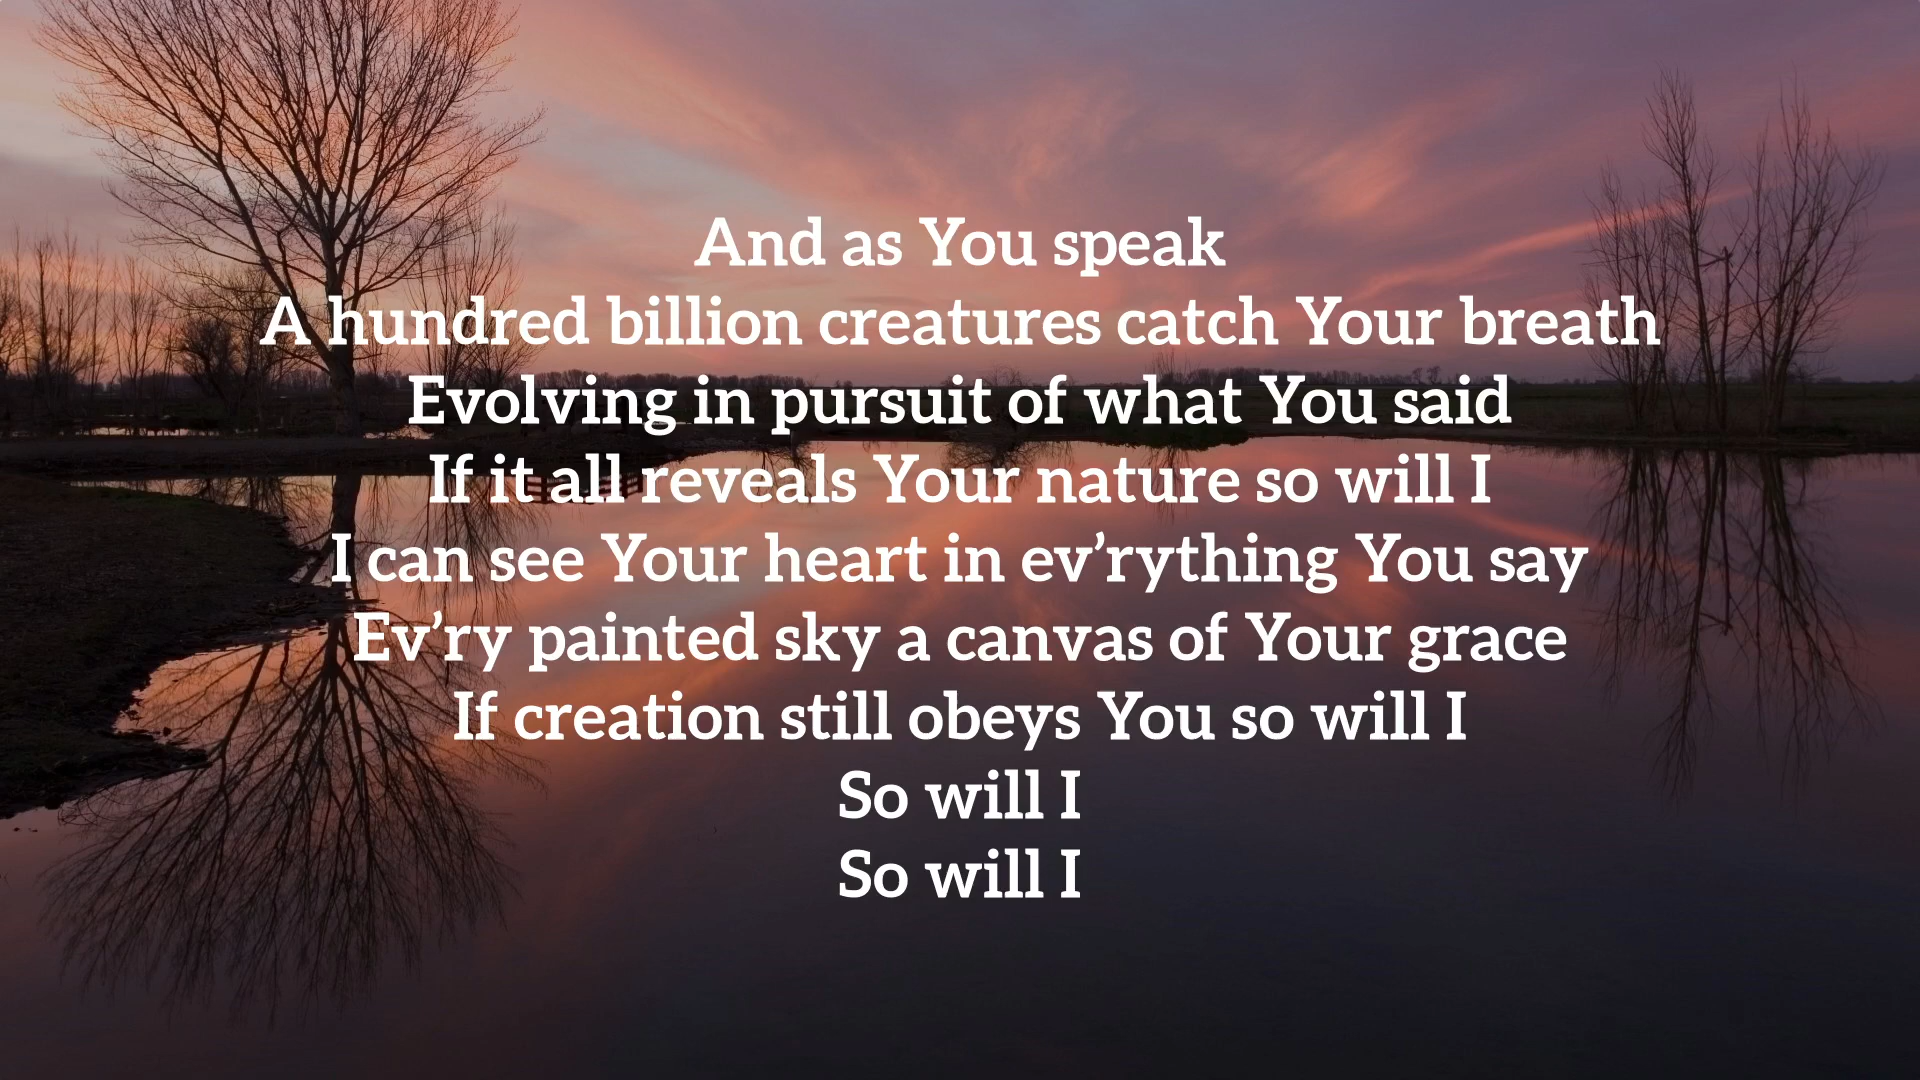 And as You speak
A hundred billion creatures catch Your breath
Evolving in pursuit of what You said
If it all reveals Your nature so will I
I can see Your heart in ev’rything You say
Ev’ry painted sky a canvas of Your grace
If creation still obeys You so will I
So will I
So will I